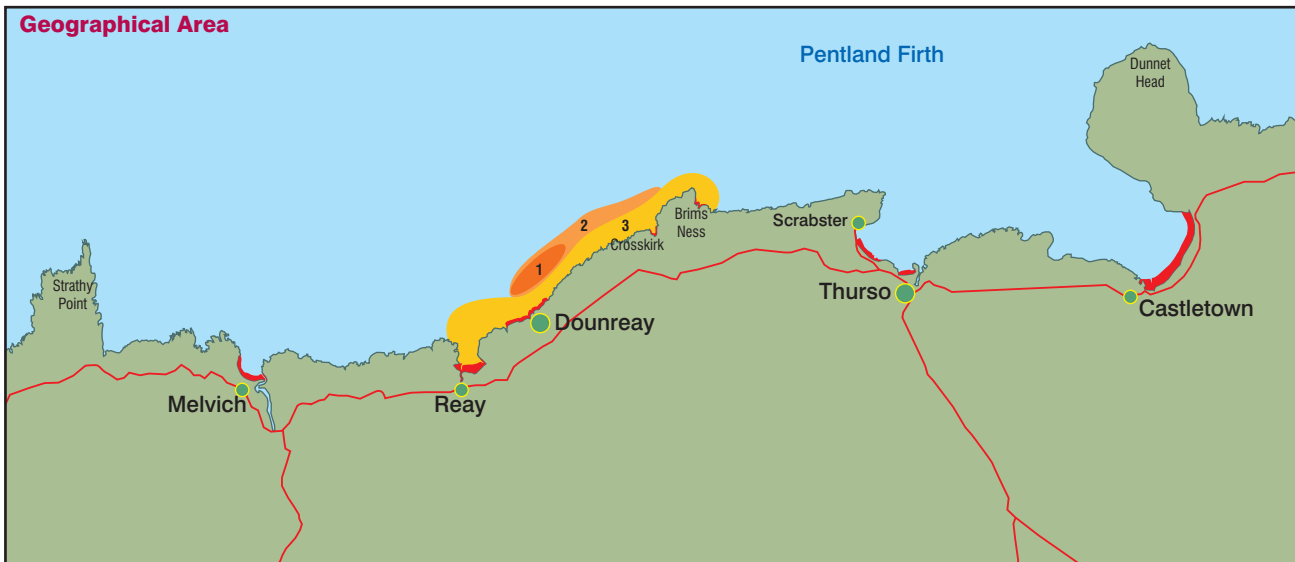 Geographical Area
Pentland Firth
Dunnet
Head
2
3
Brims
Ness
Scrabster
Crosskirk
1
Strathy
Point
Thurso
Castletown
Dounreay
Melvich
Reay